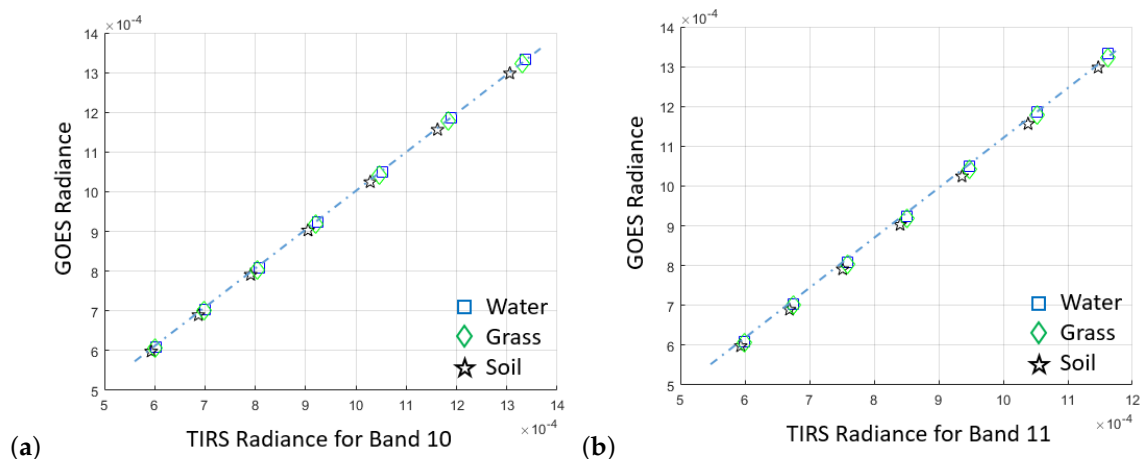 × 10⁻⁴
14
13
12
11
10
9
8
7
6
5
GOES Radiance
Water
Grass
Soil
5 6 7 8 9 10 11 12 13 14
× 10⁻⁴
(a) TIRS Radiance for Band 10
× 10⁻⁴
14
13
12
11
10
9
8
7
6
5
GOES Radiance
Water
Grass
Soil
5 6 7 8 9 10 11 12
× 10⁻⁴
(b) TIRS Radiance for Band 11